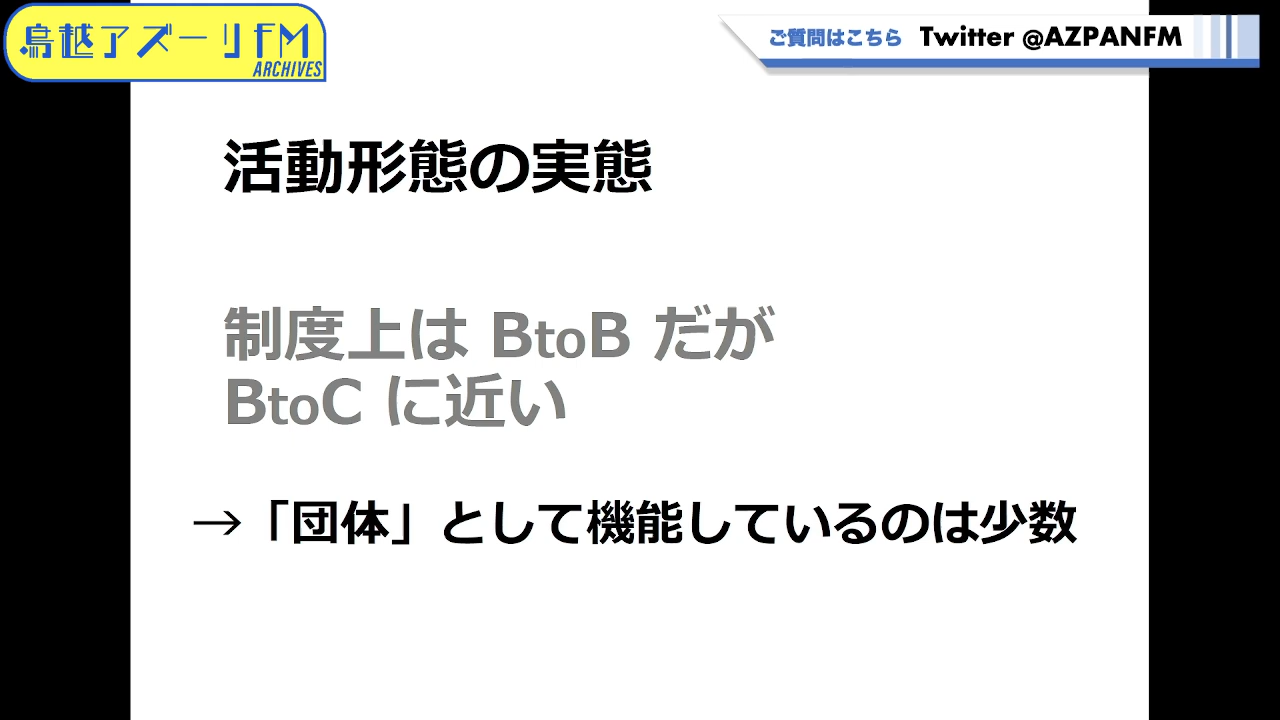 鳥越アズーリFM
ARCHIVES
ご質問はこちら Twitter @AZPANFM
活動形態の実態
制度上は BtoB だが
BtoC に近い
→「団体」として機能しているのは少数